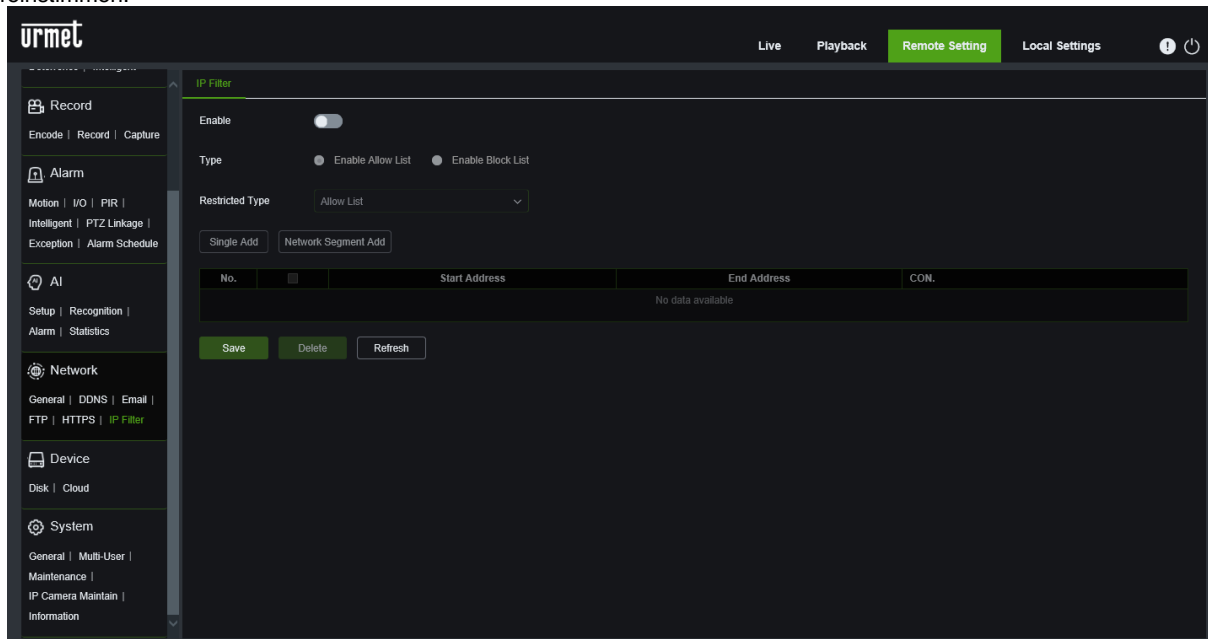 urmet
Live Playback Remote Setting Local Settings
Record
Encode | Record | Capture
Alarm
Motion | I/O | PIR |
Intelligent | PTZ Linkage |
Exception | Alarm Schedule
AI
Setup | Recognition |
Alarm | Statistics
Network
General | DDNS | Email |
FTP | HTTPS | IP Filter
Device
Disk | Cloud
System
General | Multi-User |
Maintenance |
IP Camera Maintain |
Information
IP Filter
Enable
Type Enable Allow List Enable Block List
Restricted Type Allow List
Single Add Network Segment Add
No. Start Address End Address CON.
No data available
Save Delete Refresh